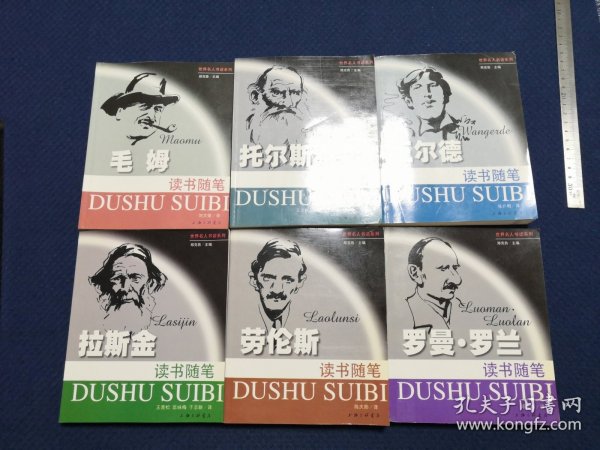 世界名人书话系列
Maomu
毛姆
读书随笔
DUSHU SUIBI
世界名人书话系列
托尔斯
读书随笔
DUSHU SUIBI
世界名人书话系列
Wangerde
尔德
读书随笔
DUSHU SUIBI
世界名人书话系列
Lasijin
拉斯金
读书随笔
DUSHU SUIBI
世界名人书话系列
Laolunsi
劳伦斯
读书随笔
DUSHU SUIBI
世界名人书话系列
Luoman·
Luolan
罗曼·罗兰
读书随笔
DUSHU SUIBI
孔夫子旧书网
www.kongfz.com